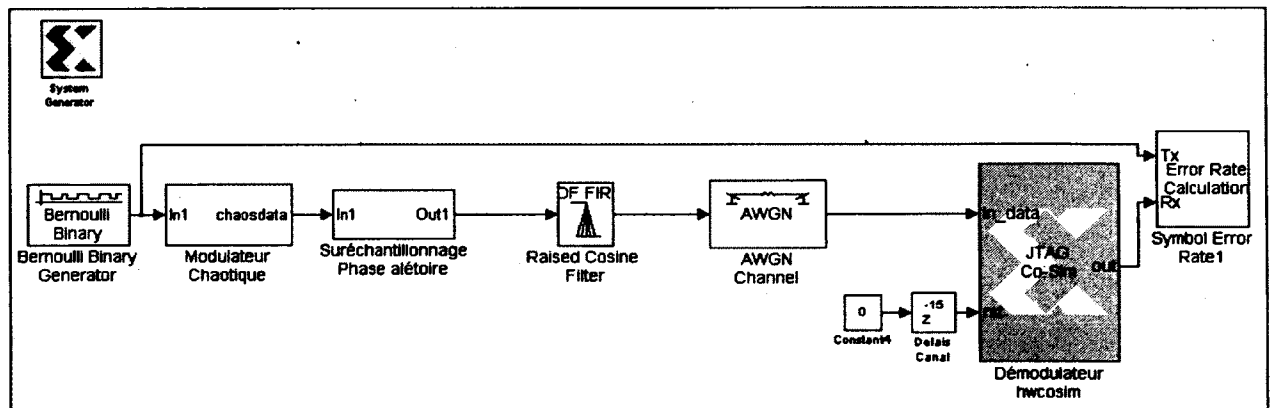 System
Generator
Bernoulli
Binary
Bernoulli Binary
Generator
In1 chaosdata
Modulateur
Chaotique
In1 Out1
Suréchantillonnage
Phase alétoire
DF FIR
Raised Cosine
Filter
AWGN
AWGN
Channel
0
Constant4
z -15
Delais
Canal
in_data
JTAG
Co-Sim
out
rst
Démodulateur
hwcosim
Tx
Error Rate
Calculation
Rx
Symbol Error
Rate1